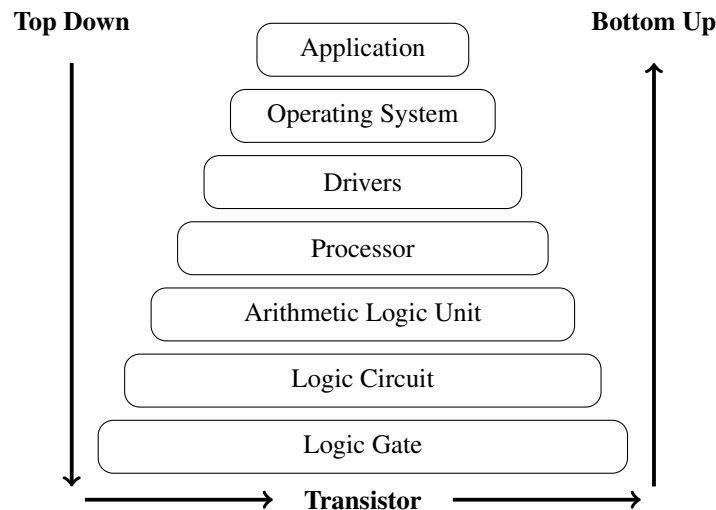 Top Down
Bottom Up
Application
Operating System
Drivers
Processor
Arithmetic Logic Unit
Logic Circuit
Logic Gate
Transistor